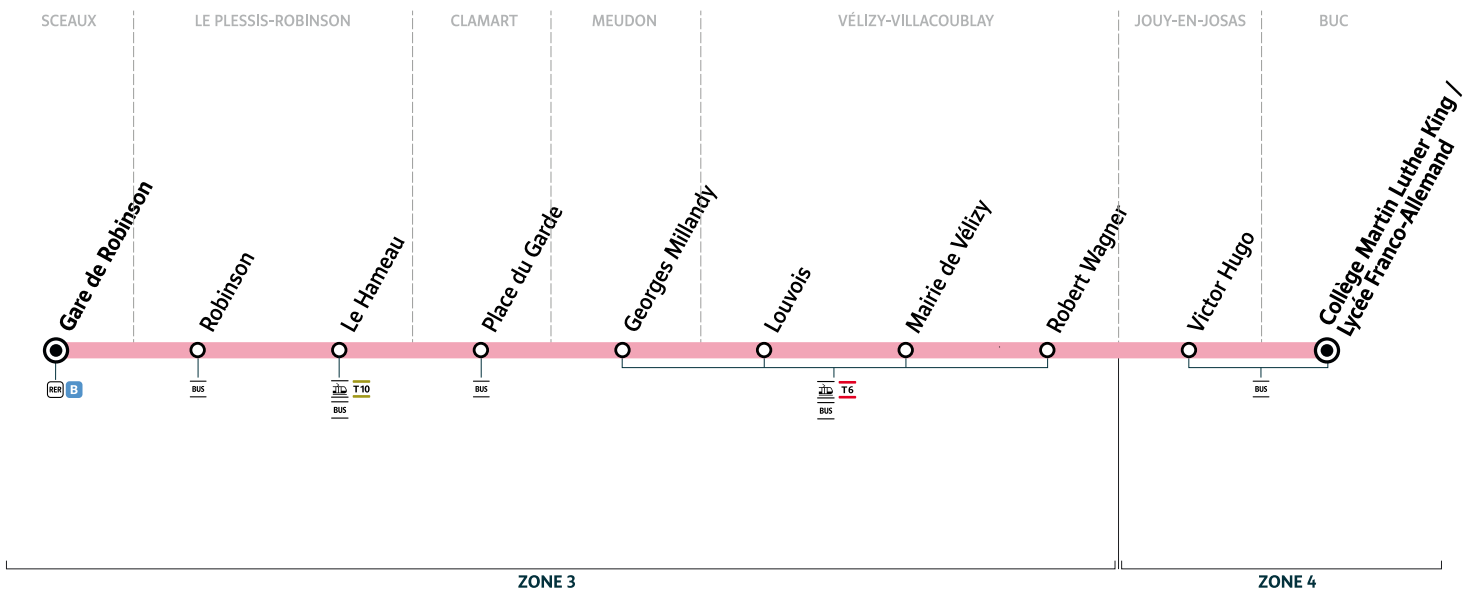 SCEAUX
LE PLESSIS-ROBINSON
CLAMART
MEUDON
VÉLIZY-VILLACOUBLAY
JOUY-EN-JOSAS
BUC
Gare de Robinson
Robinson
Le Hameau
Place du Garde
Georges Millandy
Louvois
Mairie de Vélizy
Robert Wagner
Victor Hugo
Collège Martin Luther King /
Lycée Franco-Allemand
RER B
BUS
T10
BUS
BUS
T6
BUS
BUS
ZONE 3
ZONE 4